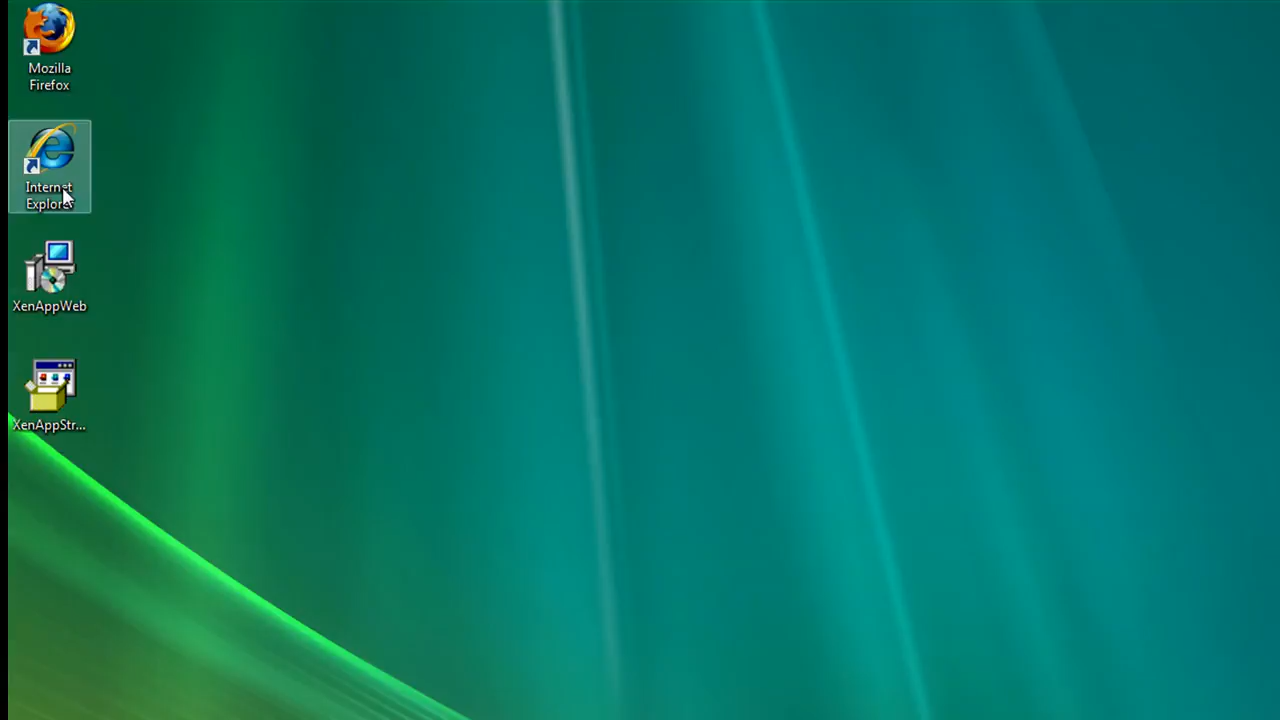 Mozilla
Firefox
Internet
Explorer
XenAppWeb
XenAppStr...